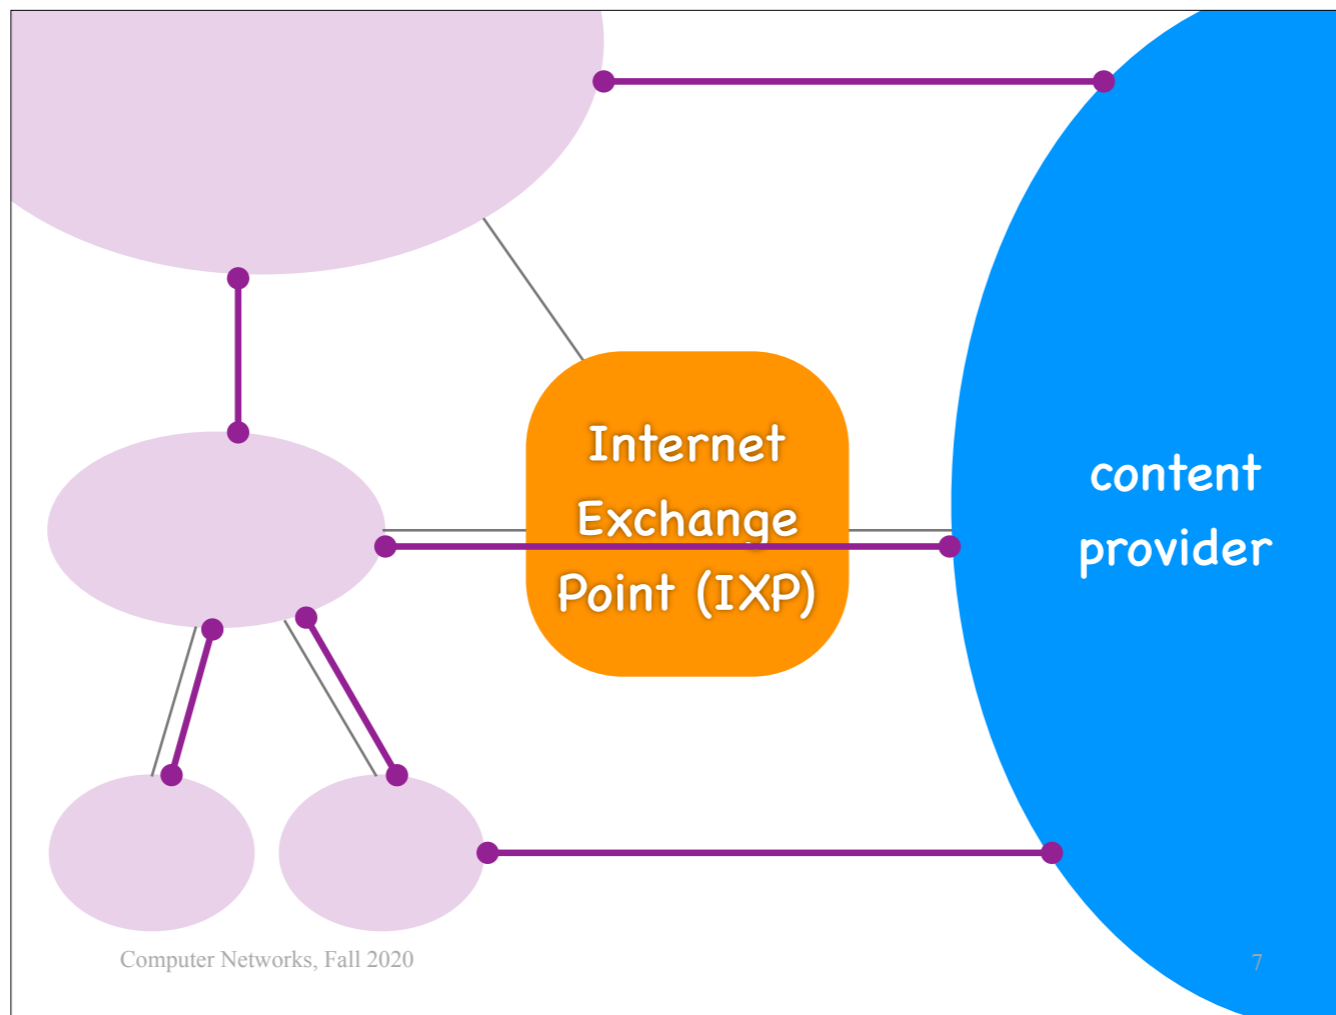 Internet
Exchange
Point (IXP)
content
provider
Computer Networks, Fall 2020
7